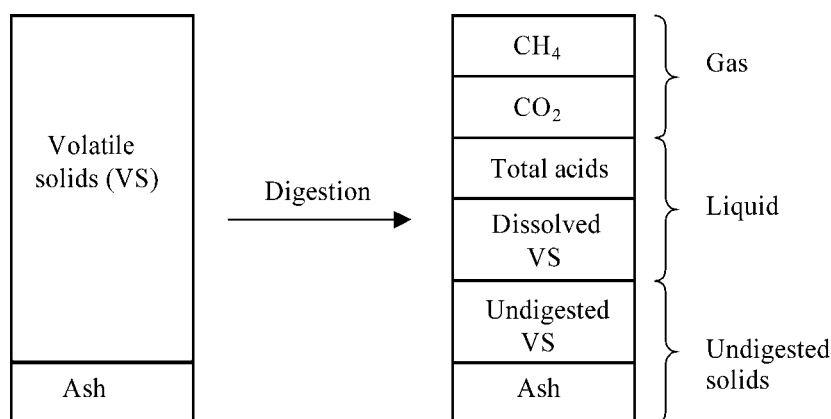 Volatile
solids (VS)
Ash
Digestion
CH₄
CO₂
Total acids
Dissolved
VS
Undigested
VS
Ash
Gas
Liquid
Undigested
solids